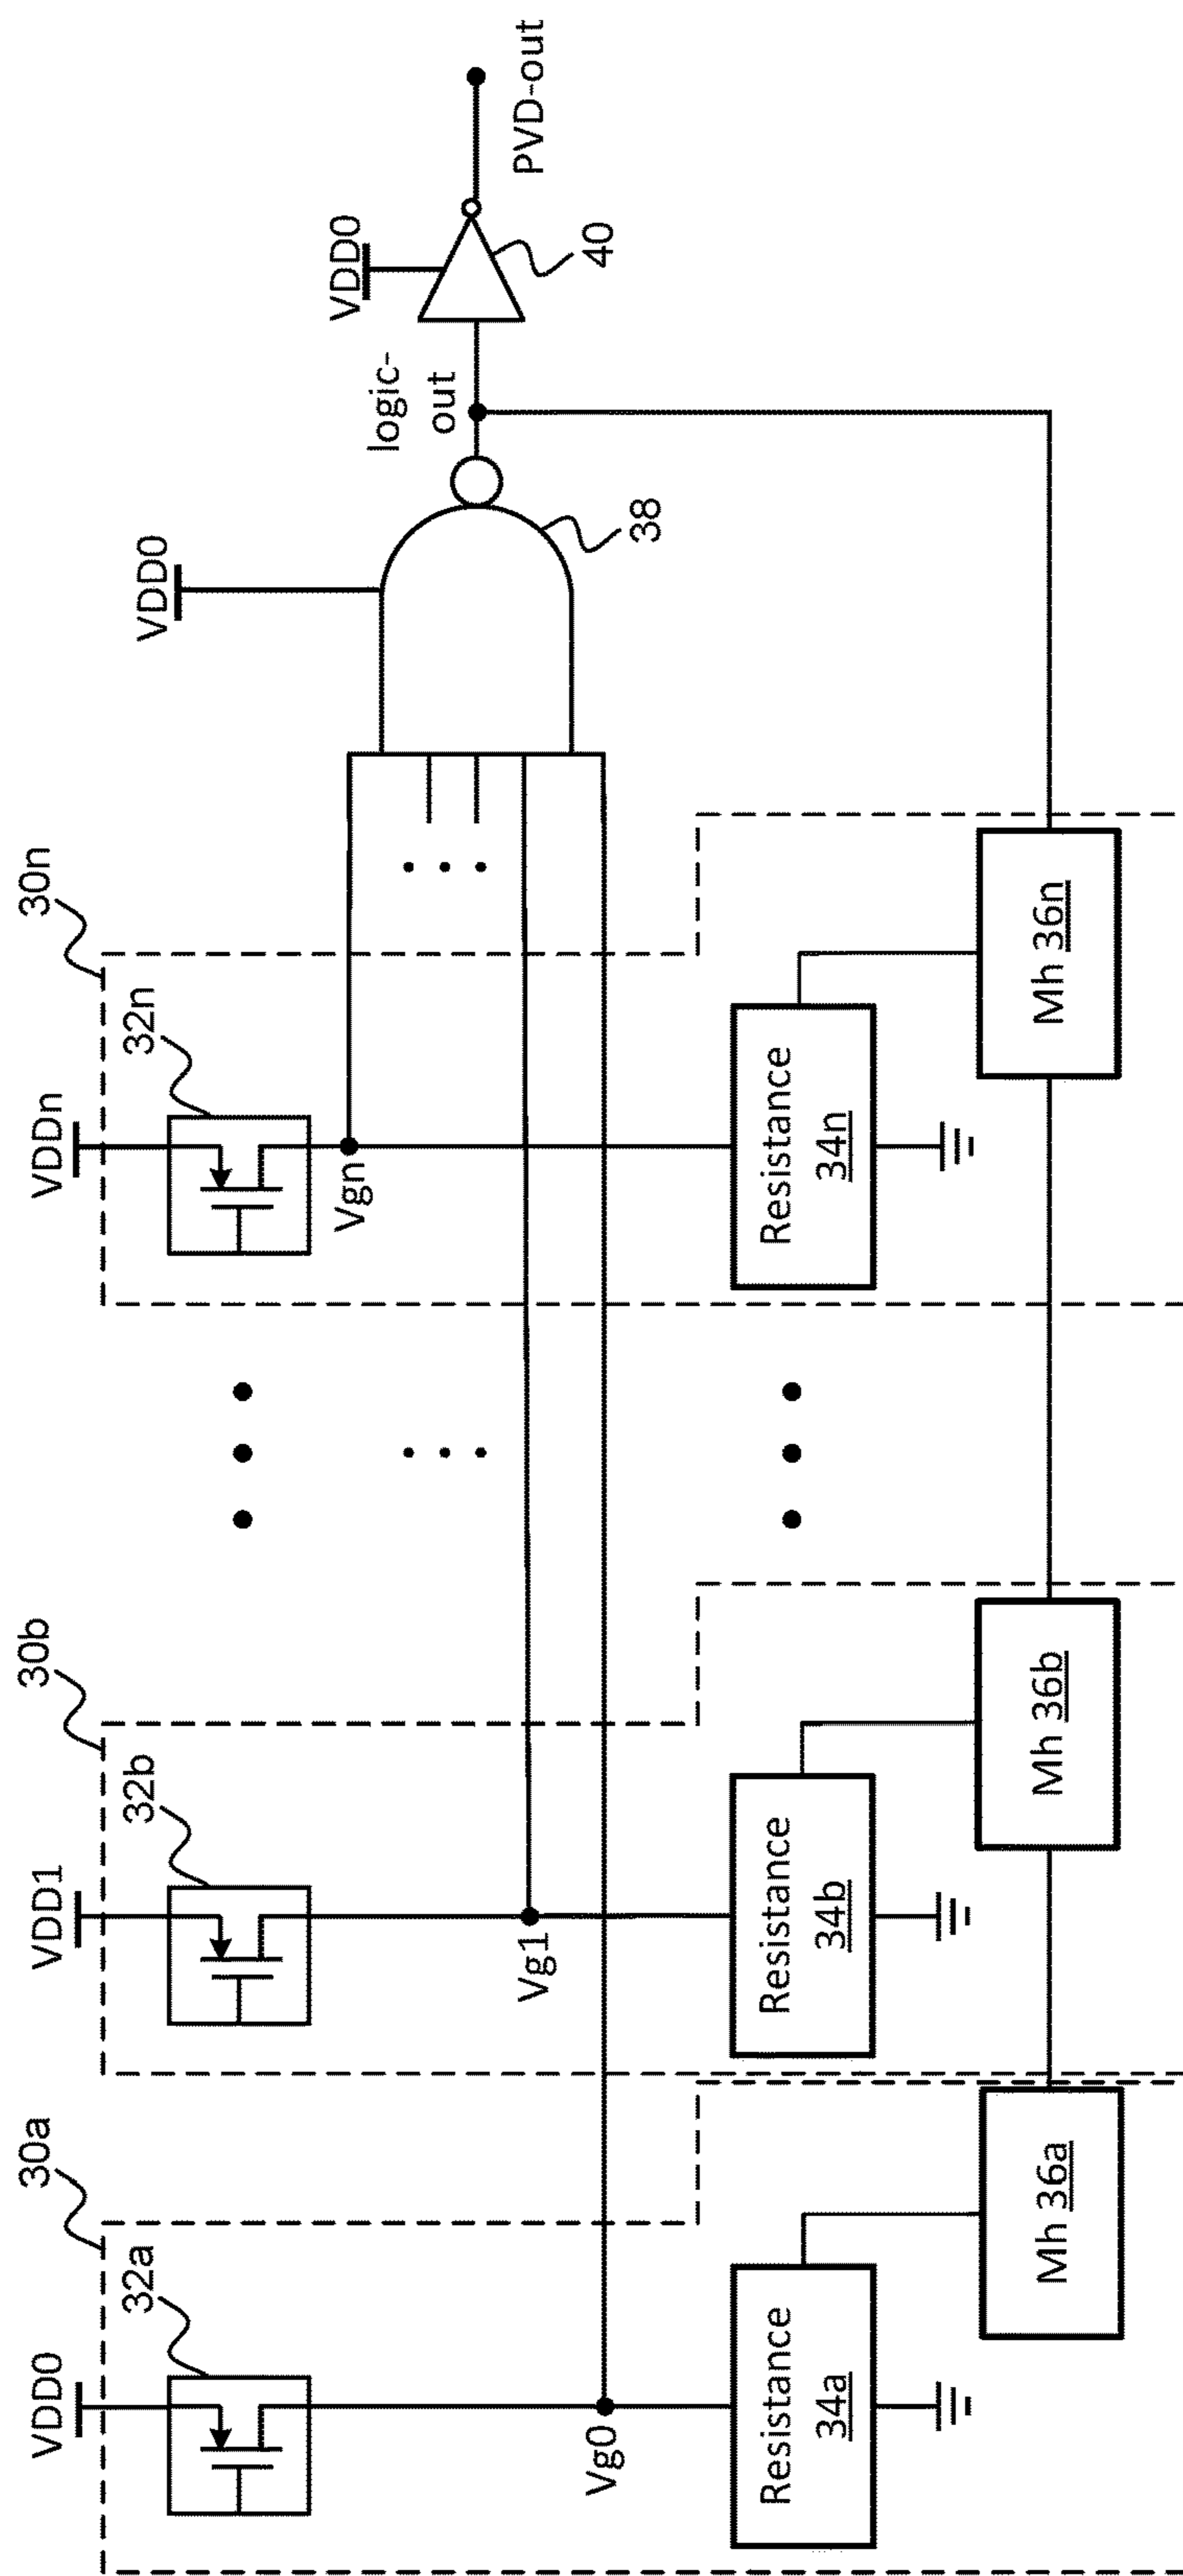 30a
VDD0
32a
Vg0
Resistance
34a
Mh 36a
30b
VDD1
32b
Vg1
Resistance
34b
Mh 36b
30n
VDDn
32n
Vgn
Resistance
34n
Mh 36n
VDD0
38
logic-
out
VDD0
40
PVD-out